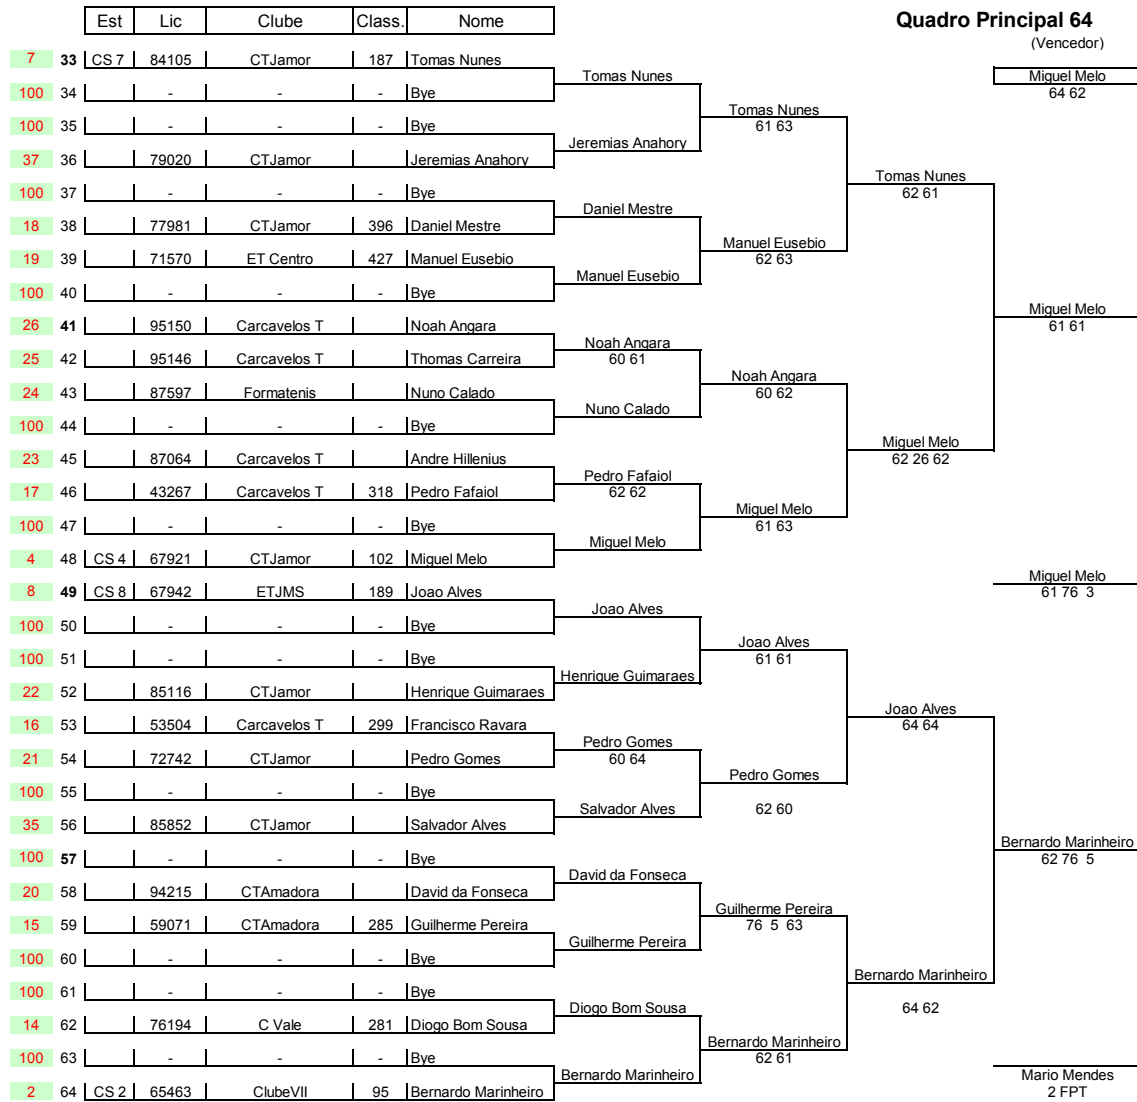 Est Lic Clube Class. Nome Quadro Principal 64
(Vencedor)
7 33 CS 7 84105 CTJamor 187 Tomas Nunes
Tomas Nunes Miguel Melo
100 34 - - - Bye 64 62
Tomas Nunes
100 35 - - - Bye 61 63
Jeremias Anahory
37 36 79020 CTJamor Jeremias Anahory
Tomas Nunes
100 37 - - - Bye 62 61
Daniel Mestre
18 38 77981 CTJamor 396 Daniel Mestre
Manuel Eusebio
19 39 71570 ET Centro 427 Manuel Eusebio 62 63
Manuel Eusebio
100 40 - - - Bye
Miguel Melo
26 41 95150 Carcavelos T Noah Angara 61 61
Noah Angara
25 42 95146 Carcavelos T Thomas Carreira 60 61
Noah Angara
24 43 87597 Formatenis Nuno Calado 60 62
Nuno Calado
100 44 - - - Bye
Miguel Melo
23 45 87064 Carcavelos T Andre Hillenius 62 26 62
Pedro Fafaiol
17 46 43267 Carcavelos T 318 Pedro Fafaiol 62 62
Miguel Melo
100 47 - - - Bye 61 63
Miguel Melo
4 48 CS 4 67921 CTJamor 102 Miguel Melo
Miguel Melo
8 49 CS 8 67942 ETJMS 189 Joao Alves 61 76 3
Joao Alves
100 50 - - - Bye
Joao Alves
100 51 - - - Bye 61 61
Henrique Guimaraes
22 52 85116 CTJamor Henrique Guimaraes
Joao Alves
16 53 53504 Carcavelos T 299 Francisco Ravara 64 64
Pedro Gomes
21 54 72742 CTJamor Pedro Gomes 60 64
Pedro Gomes
100 55 - - - Bye
Salvador Alves 62 60
35 56 85852 CTJamor Salvador Alves
Bernardo Marinheiro
100 57 - - - Bye 62 76 5
David da Fonseca
20 58 94215 CTAmadora David da Fonseca
Guilherme Pereira
15 59 59071 CTAmadora 285 Guilherme Pereira 76 5 63
Guilherme Pereira
100 60 - - - Bye
Bernardo Marinheiro
100 61 - - - Bye
Diogo Bom Sousa 64 62
14 62 76194 C Vale 281 Diogo Bom Sousa
Bernardo Marinheiro
100 63 - - - Bye 62 61
Bernardo Marinheiro Mario Mendes
2 64 CS 2 65463 ClubeVII 95 Bernardo Marinheiro 2 FPT